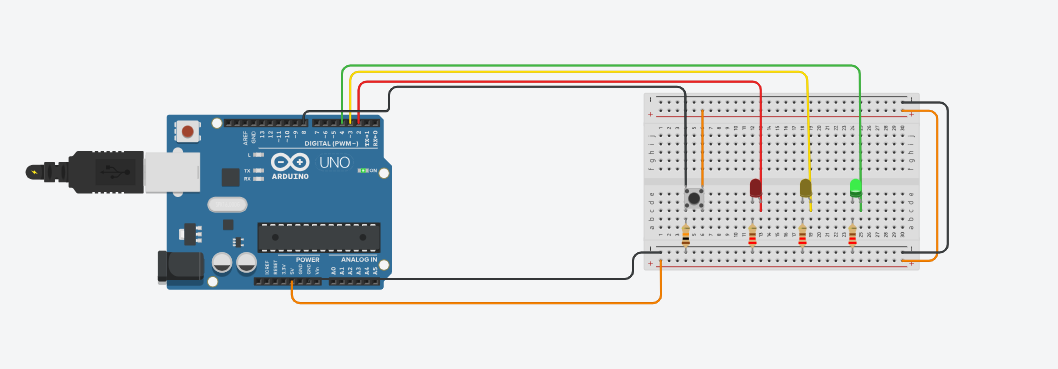 AREF
GND
13
12
~11
~10
~9
8
7
~6
~5
4
~3
2
TX→1
RX←0
DIGITAL (PWM~)
L
TX
RX
UNO
ARDUINO
ON
POWER
ANALOG IN
IOREF
RESET
3.3V
5V
GND
GND
Vin
A0
A1
A2
A3
A4
A5
j
i
h
g
f
e
d
c
b
a